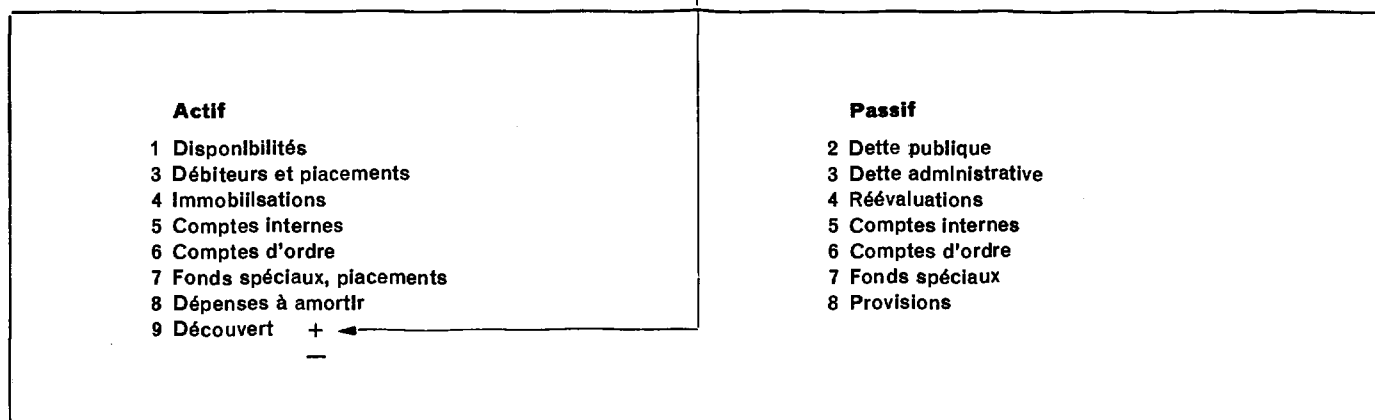 Actif
1 Disponibilités
3 Débiteurs et placements
4 Immobilisations
5 Comptes internes
6 Comptes d'ordre
7 Fonds spéciaux, placements
8 Dépenses à amortir
9 Découvert +
−
Passif
2 Dette publique
3 Dette administrative
4 Réévaluations
5 Comptes internes
6 Comptes d'ordre
7 Fonds spéciaux
8 Provisions